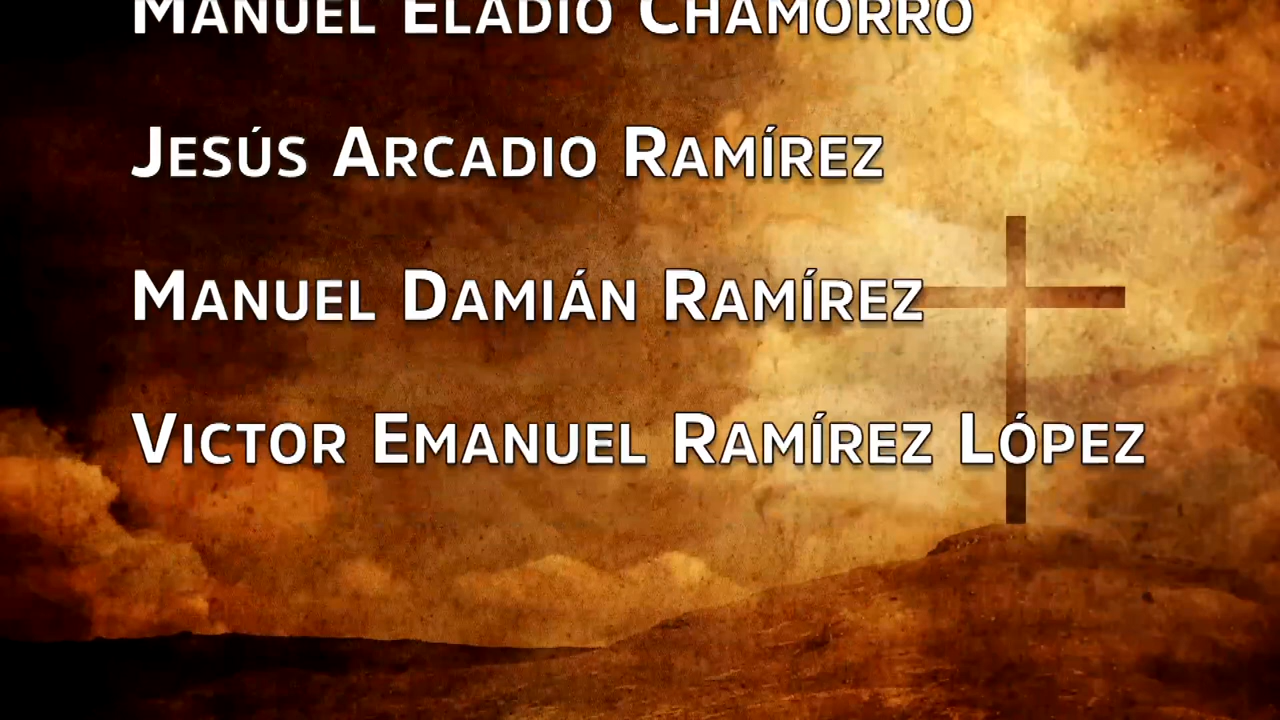 Manuel Eladio Chamorro
Jesús Arcadio Ramírez
Manuel Damián Ramírez
Victor Emanuel Ramírez López